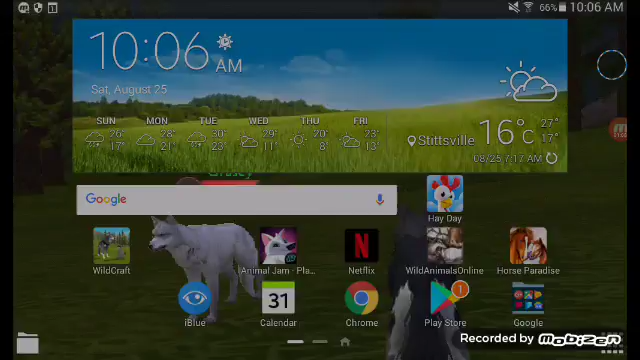 10:06 AM
66% 10:06 AM
Sat, August 25
SUN MON TUE WED THU FRI
26° 28° 30° 29° 20° 23°
17° 21° 23° 11° 8° 13°
Stittsville 16°C 27° 17°
08/25 7:17 AM
Google
Hay Day
WildCraft
Animal Jam - Pla...
Netflix
WildAnimalsOnline
Horse Paradise
31
1
iBlue
Calendar
Chrome
Play Store
Google
Recorded by Mobizen